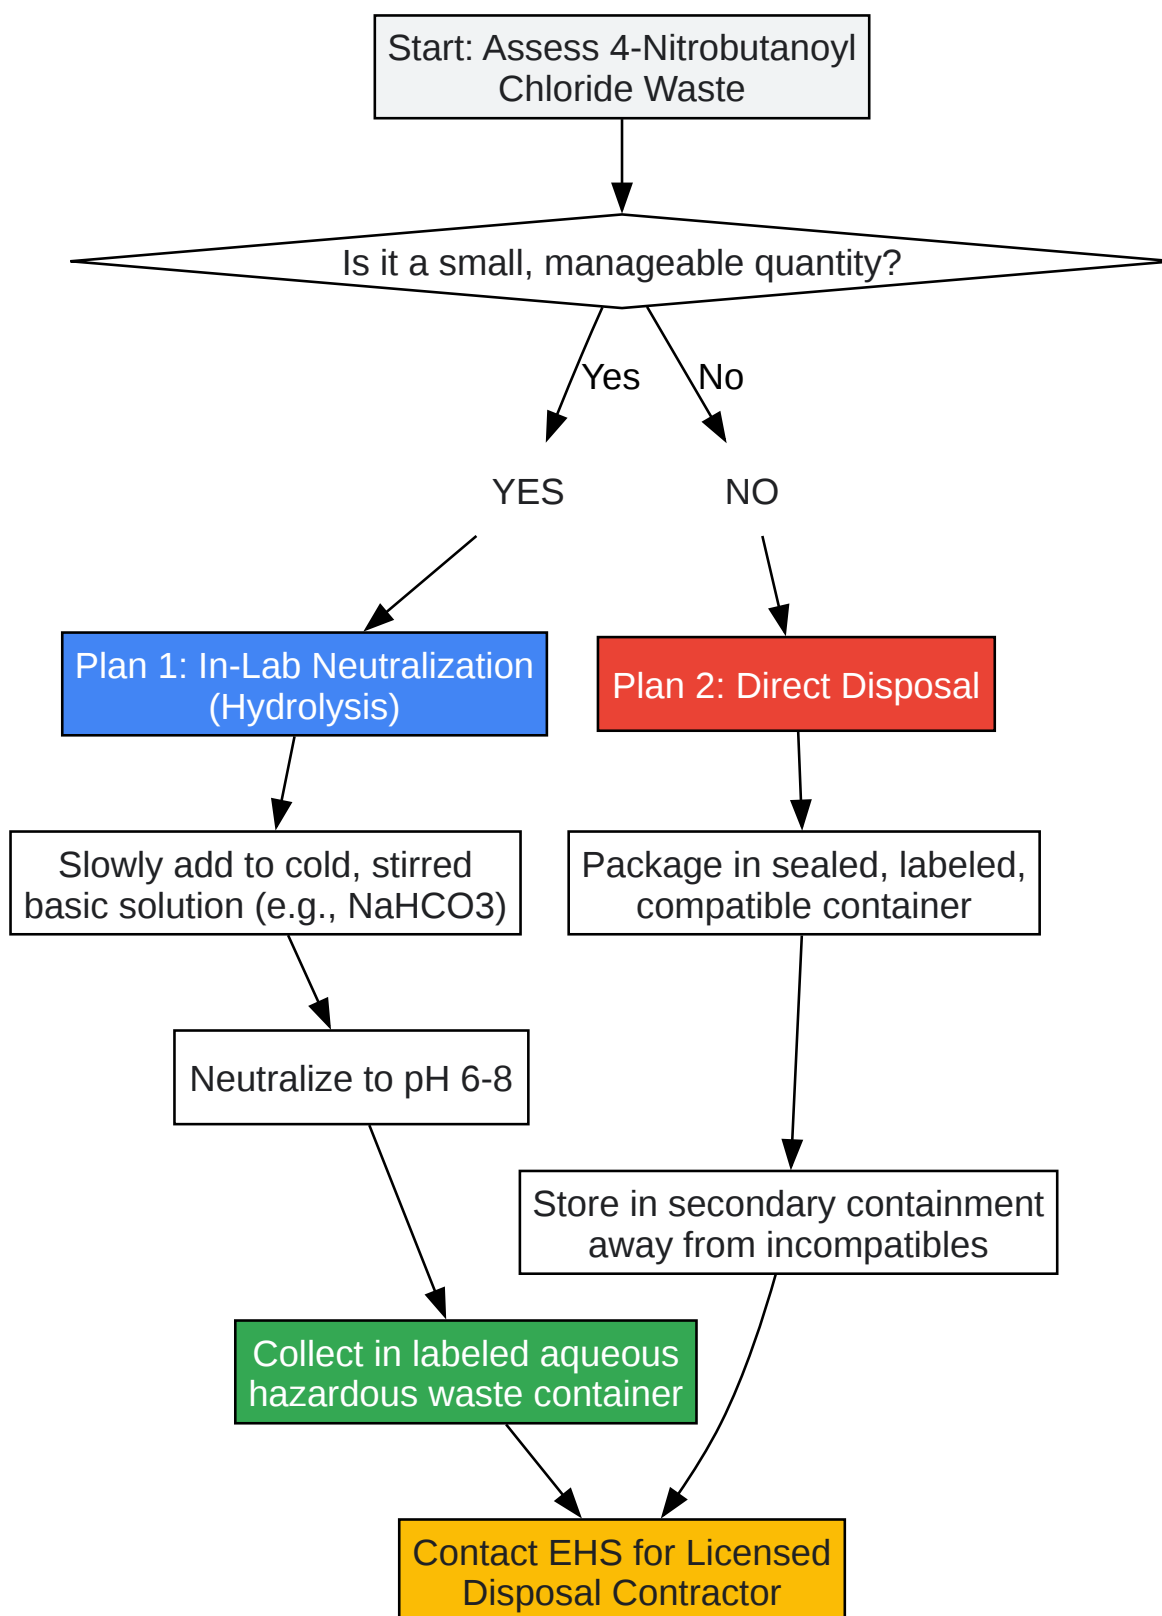 Start: Assess 4-Nitrobutanoyl
Chloride Waste
Is it a small, manageable quantity?
Yes
No
YES
NO
Plan 1: In-Lab Neutralization
(Hydrolysis)
Plan 2: Direct Disposal
Slowly add to cold, stirred
basic solution (e.g., NaHCO3)
Package in sealed, labeled,
compatible container
Neutralize to pH 6-8
Store in secondary containment
away from incompatibles
Collect in labeled aqueous
hazardous waste container
Contact EHS for Licensed
Disposal Contractor